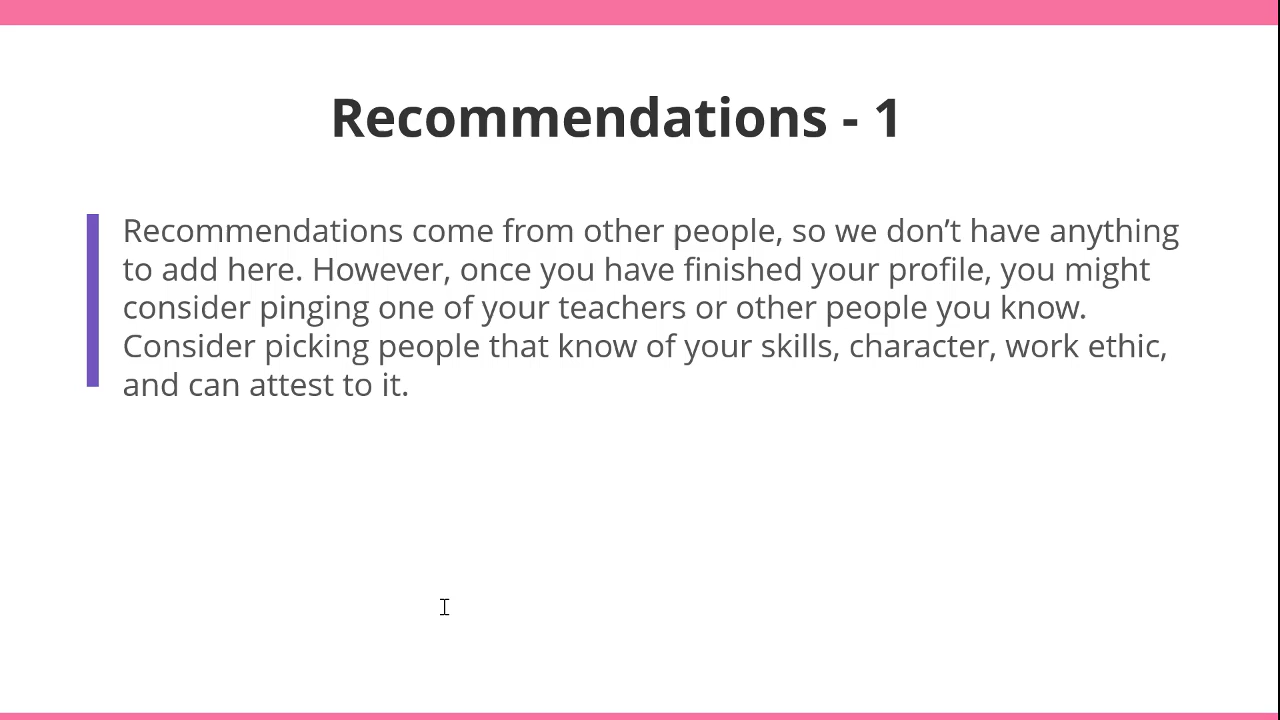 Recommendations - 1
Recommendations come from other people, so we don’t have anything
to add here. However, once you have finished your profile, you might
consider pinging one of your teachers or other people you know.
Consider picking people that know of your skills, character, work ethic,
and can attest to it.